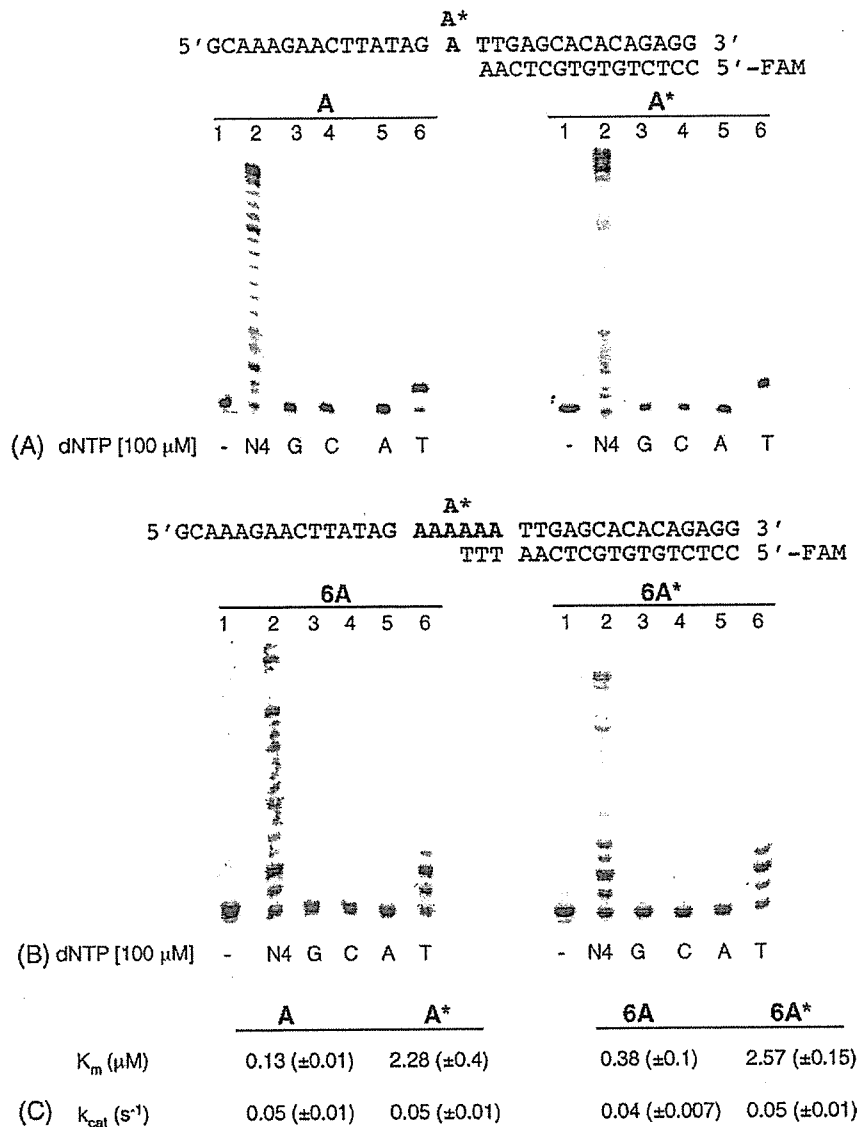 A*
5'GCAAAGAACTTATAG A TTGAGCACACAGAGG 3'
AACTCGTGTGTCTCC 5'-FAM
A A*
1 2 3 4 5 6 1 2 3 4 5 6
(A) dNTP [100 μM] - N4 G C A T - N4 G C A T
A*
5'GCAAAGAACTTATAG AAAAAA TTGAGCACACAGAGG 3'
TTT AACTCGTGTGTCTCC 5'-FAM
6A 6A*
1 2 3 4 5 6 1 2 3 4 5 6
(B) dNTP [100 μM] - N4 G C A T - N4 G C A T
A A* 6A 6A*
Km (μM) 0.13 (±0.01) 2.28 (±0.4) 0.38 (±0.1) 2.57 (±0.15)
(C) kcat (s-1) 0.05 (±0.01) 0.05 (±0.01) 0.04 (±0.007) 0.05 (±0.01)